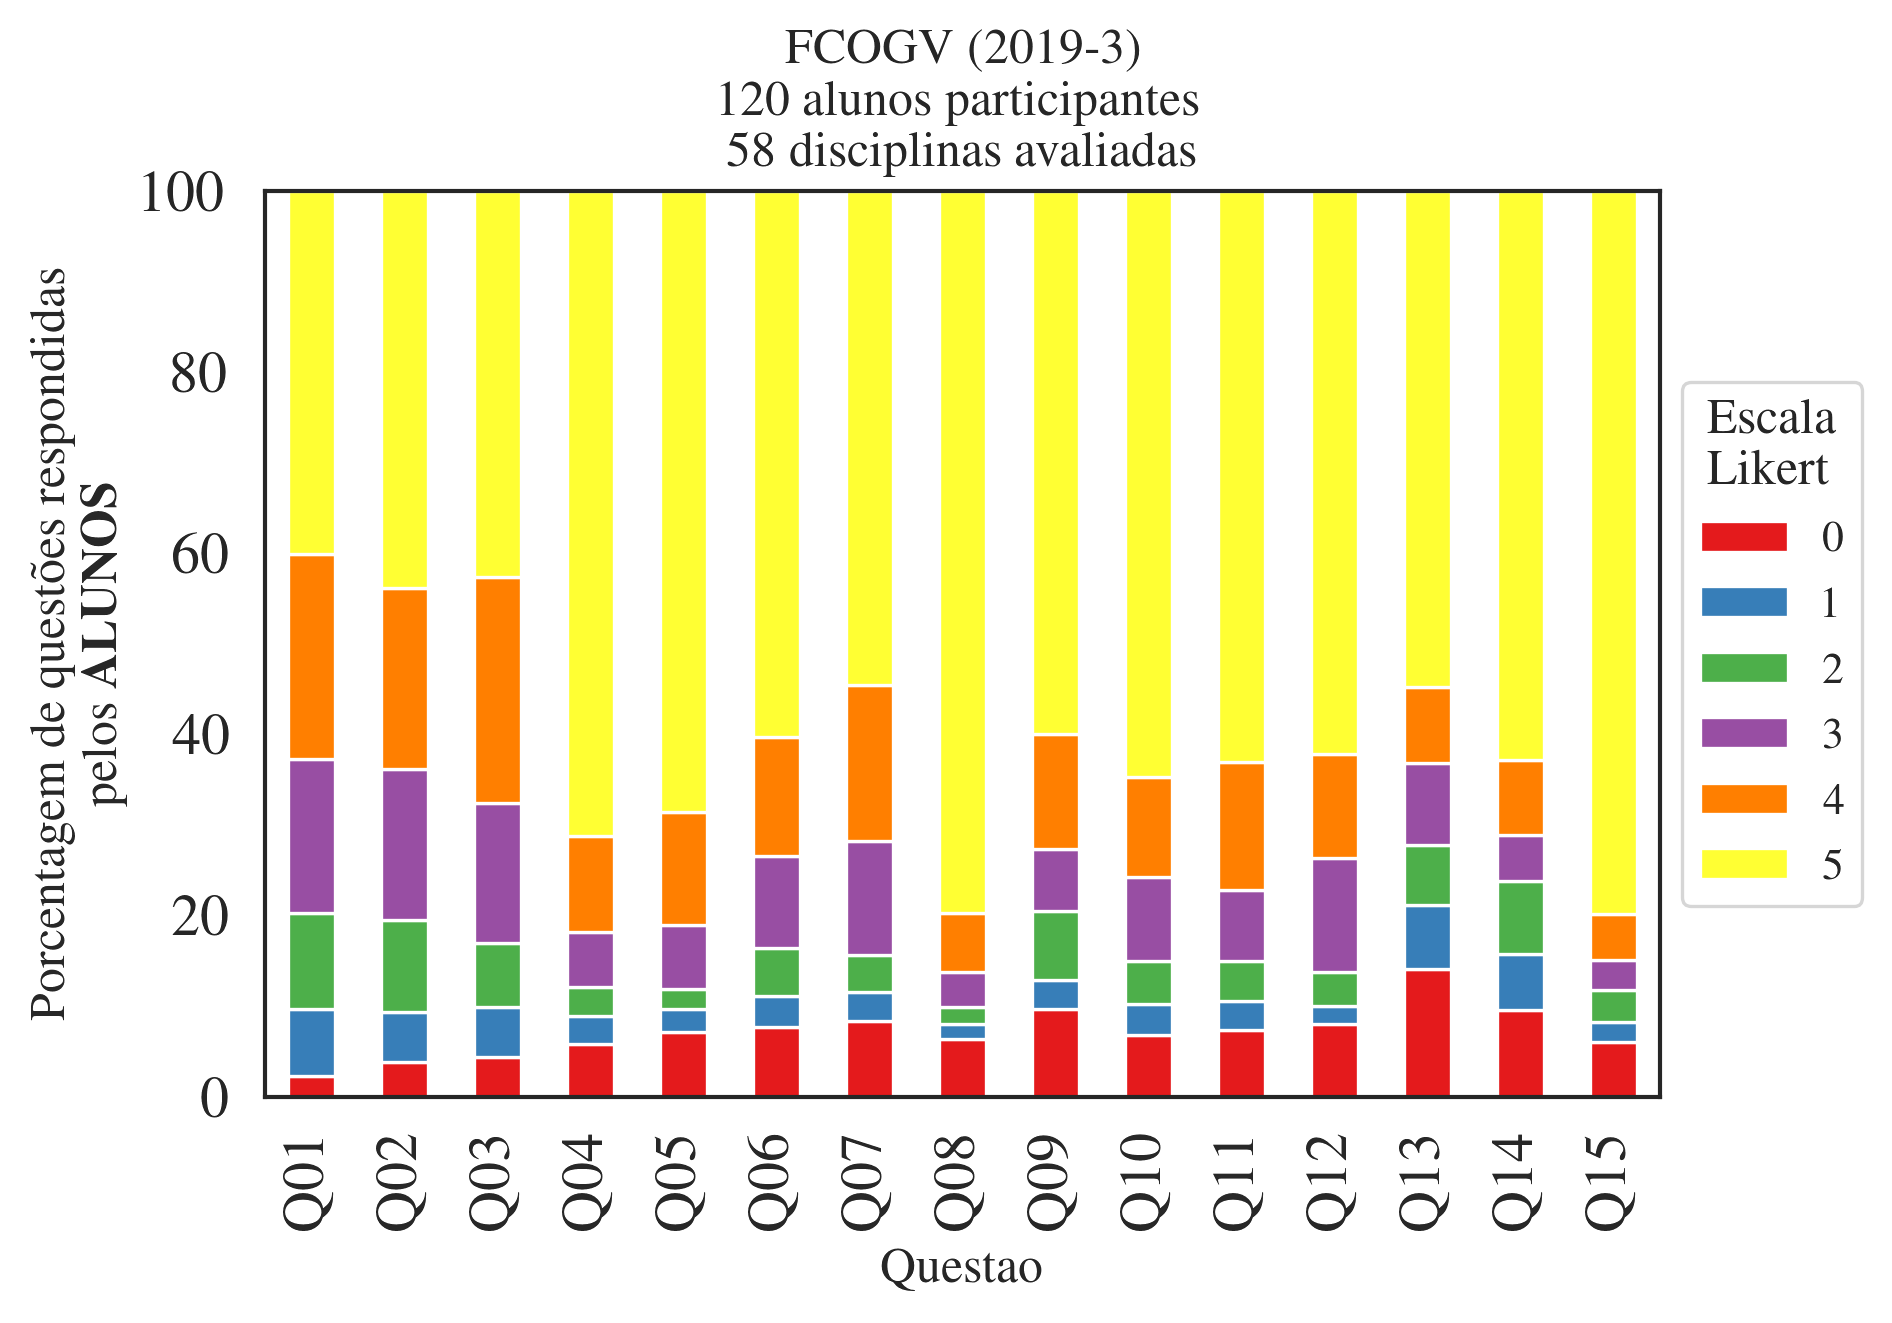 FCOGV (2019-3)
120 alunos participantes
58 disciplinas avaliadas
Porcentagem de questões respondidas
pelos ALUNOS
100
80
60
40
20
0
Q01
Q02
Q03
Q04
Q05
Q06
Q07
Q08
Q09
Q10
Q11
Q12
Q13
Q14
Q15
Questao
Escala
Likert
0
1
2
3
4
5